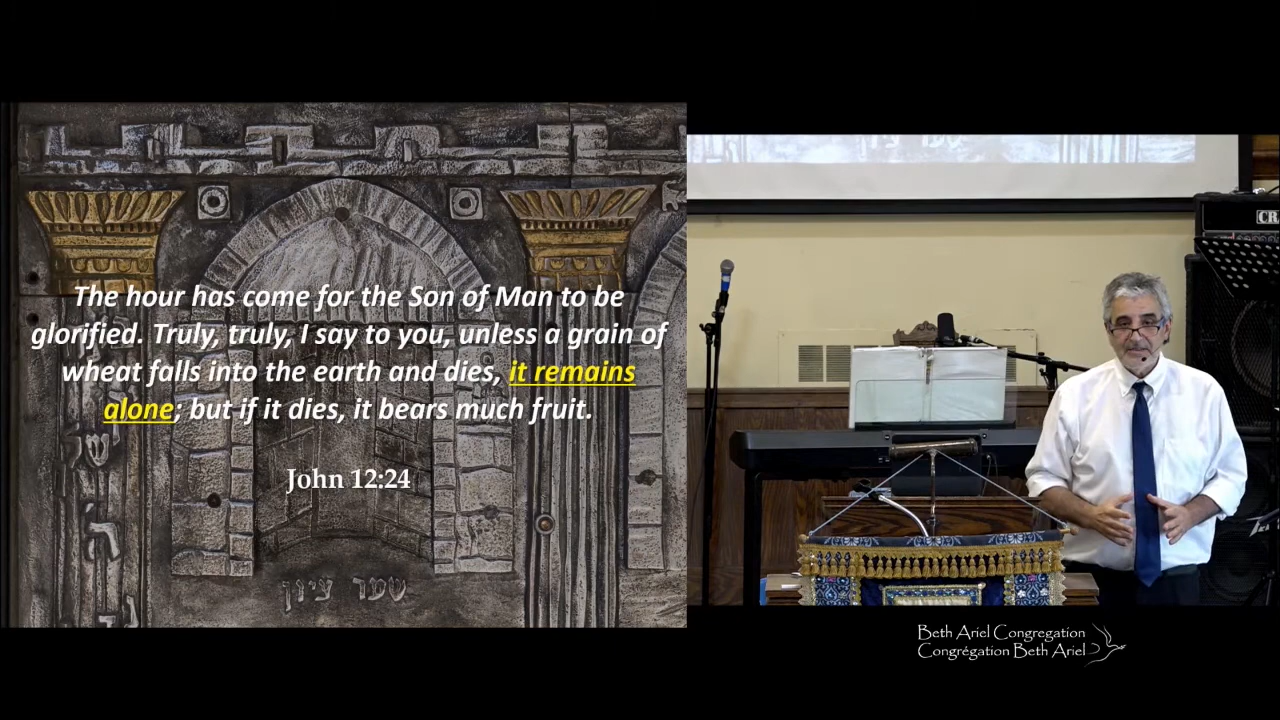 The hour has come for the Son of Man to be
glorified. Truly, truly, I say to you, unless a grain of
wheat falls into the earth and dies, it remains
alone; but if it dies, it bears much fruit.
John 12:24
שער ציון
CR
Beth Ariel Congregation
Congrégation Beth Ariel